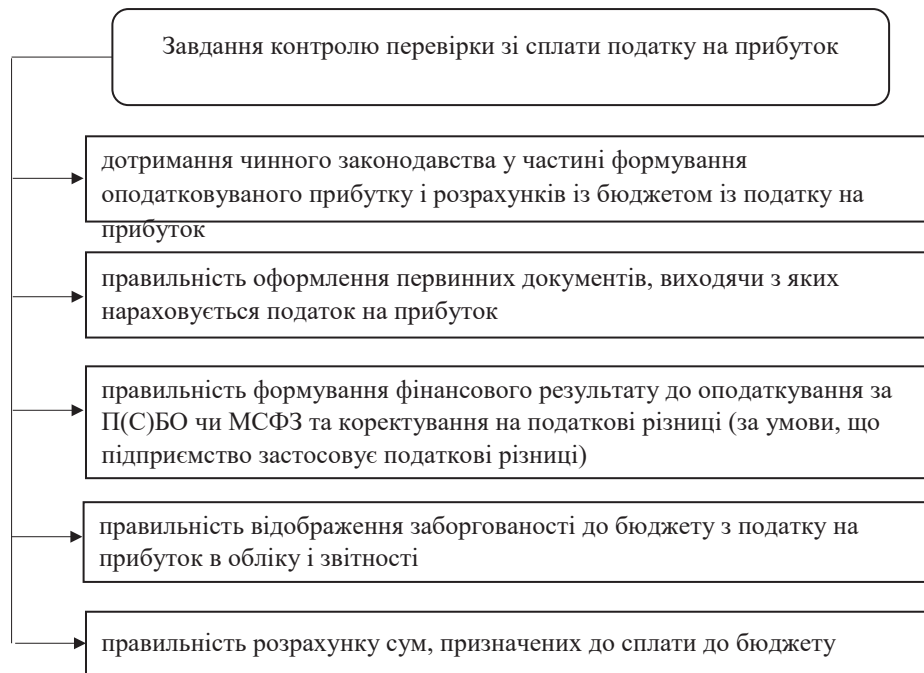 Завдання контролю перевірки зі сплати податку на прибуток
дотримання чинного законодавства у частині формування
оподатковуваного прибутку і розрахунків із бюджетом із податку на
прибуток
правильність оформлення первинних документів, виходячи з яких
нараховується податок на прибуток
правильність формування фінансового результату до оподаткування за
П(С)БО чи МСФЗ та коректування на податкові різниці (за умови, що
підприємство застосовує податкові різниці)
правильність відображення заборгованості до бюджету з податку на
прибуток в обліку і звітності
правильність розрахунку сум, призначених до сплати до бюджету